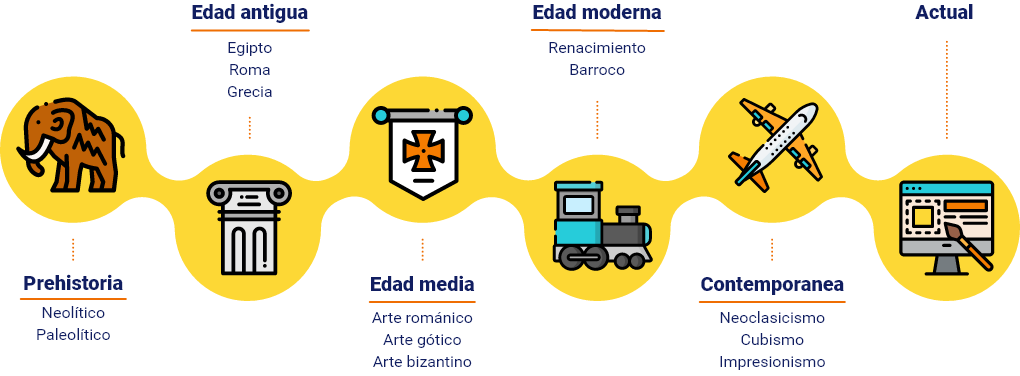 Edad antigua
Egipto
Roma
Grecia
Edad moderna
Renacimiento
Barroco
Actual
Prehistoria
Neolítico
Paleolítico
Edad media
Arte románico
Arte gótico
Arte bizantino
Contemporanea
Neoclasicismo
Cubismo
Impresionismo